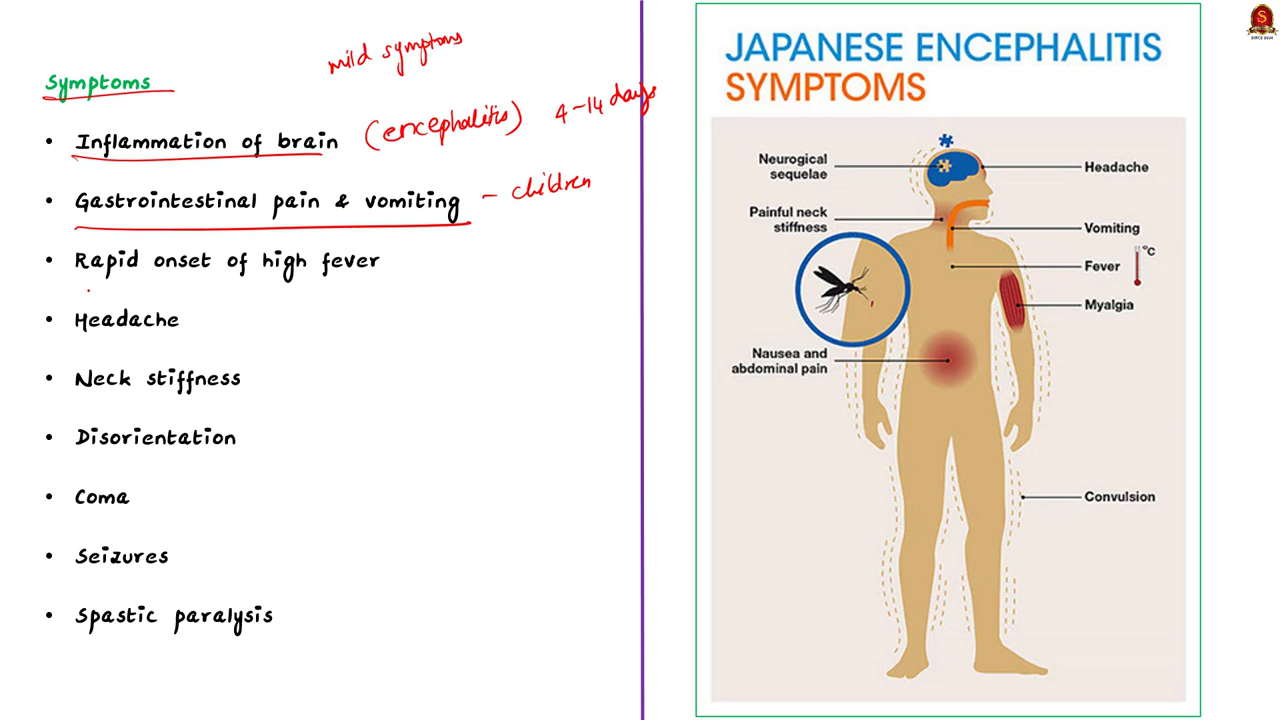 mild symptoms
Symptoms
• Inflammation of brain (encephalitis) 4-14 days
• Gastrointestinal pain & vomiting - children
• Rapid onset of high fever
• Headache
• Neck stiffness
• Disorientation
• Coma
• Seizures
• Spastic paralysis
JAPANESE ENCEPHALITIS
SYMPTOMS
Neurogical
sequelae
Headache
Painful neck
stiffness
Vomiting
Fever
°C
Myalgia
Nausea and
abdominal pain
Convulsion
S
SINCE 2004